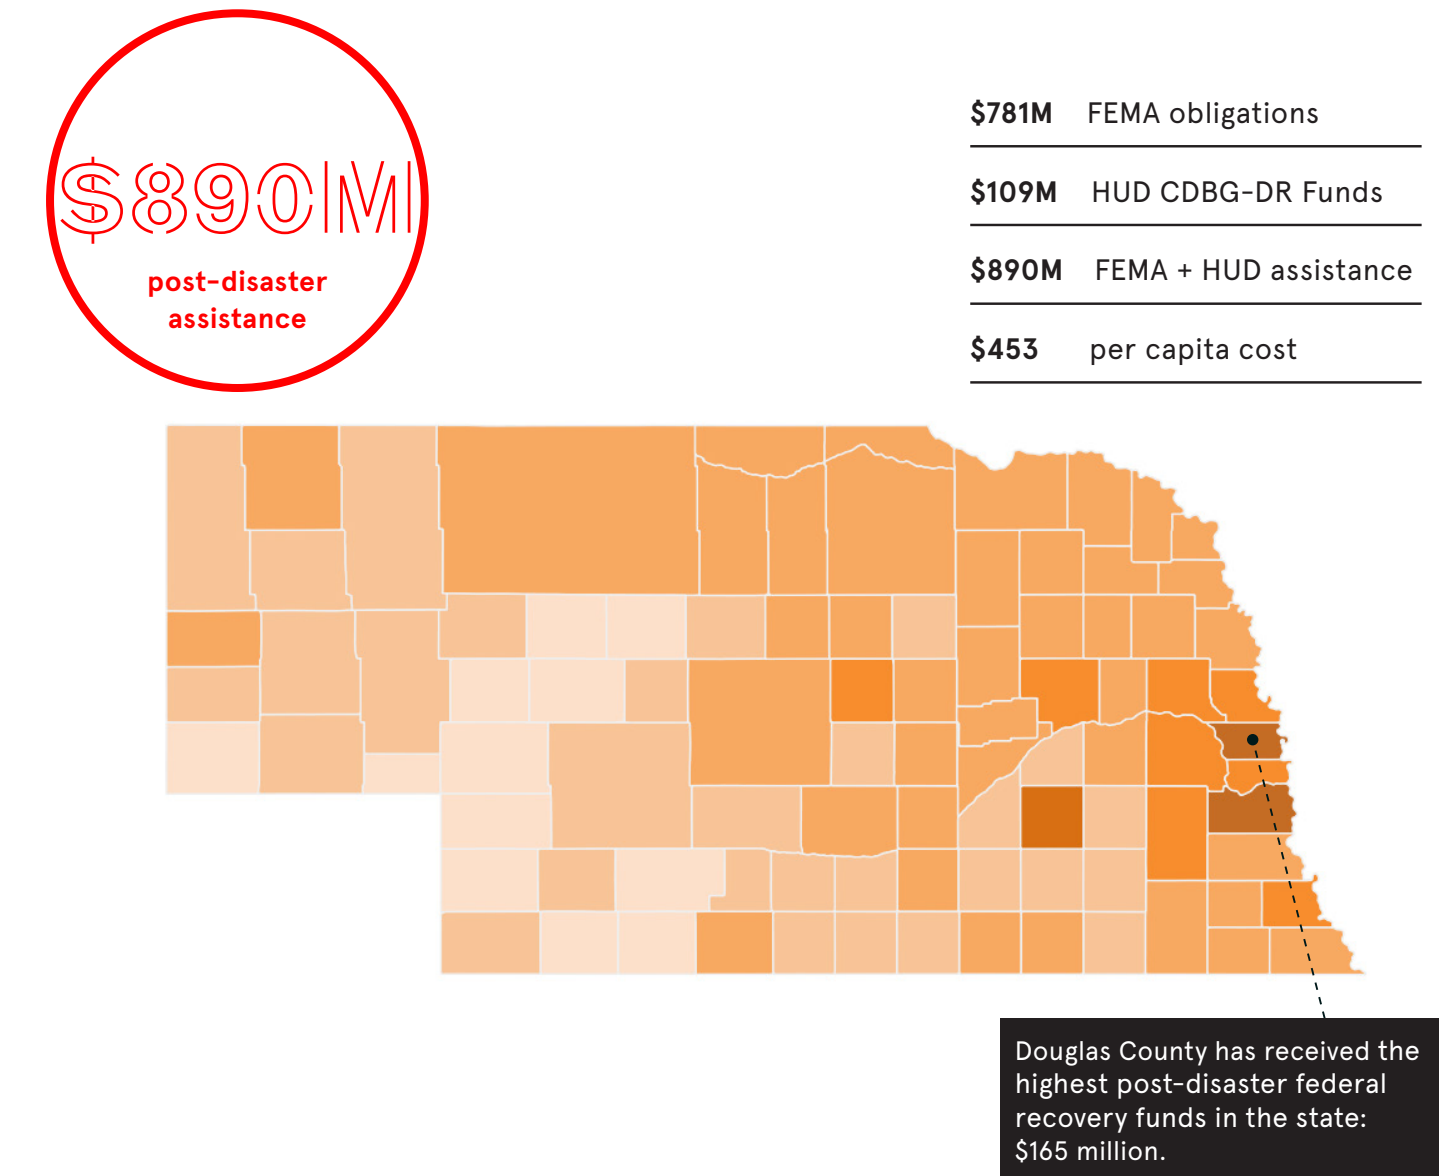 $890M
post-disaster
assistance
$781M FEMA obligations
$109M HUD CDBG-DR Funds
$890M FEMA + HUD assistance
$453 per capita cost
Douglas County has received the
highest post-disaster federal
recovery funds in the state:
$165 million.